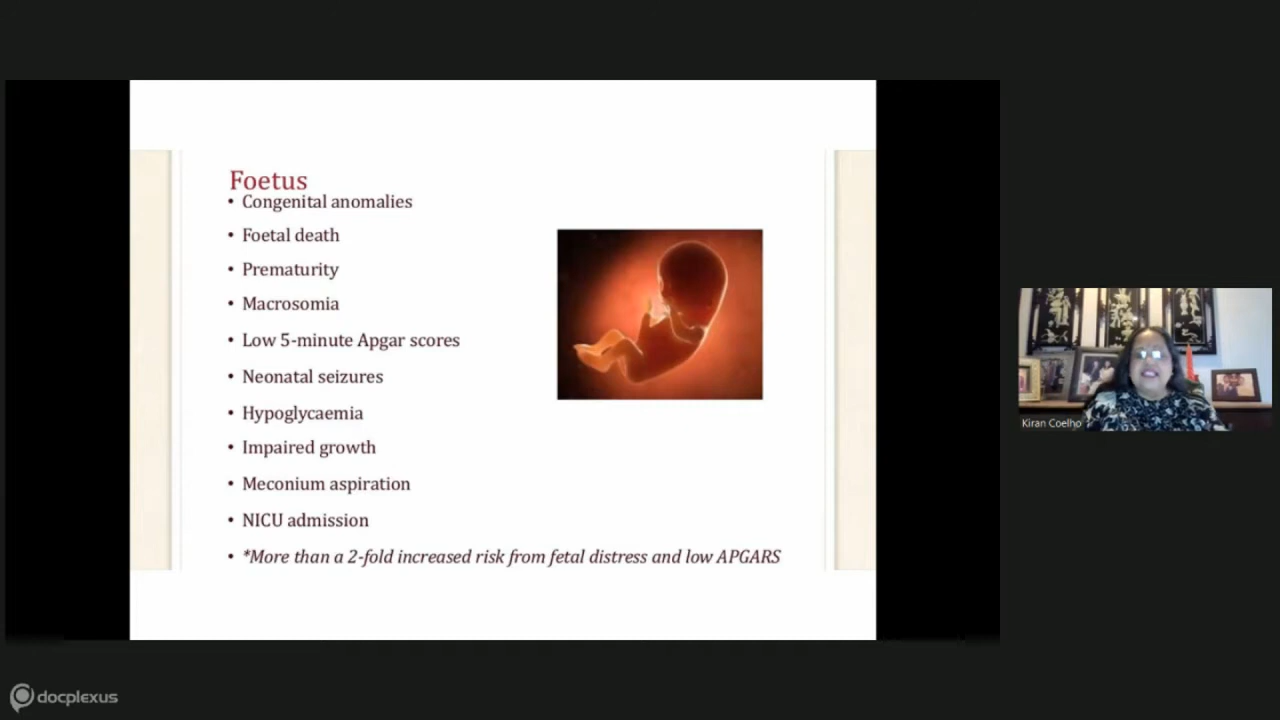 Foetus
• Congenital anomalies
• Foetal death
• Prematurity
• Macrosomia
• Low 5-minute Apgar scores
• Neonatal seizures
• Hypoglycaemia
• Impaired growth
• Meconium aspiration
• NICU admission
• *More than a 2-fold increased risk from fetal distress and low APGARS
Kiran Coelho
docplexus